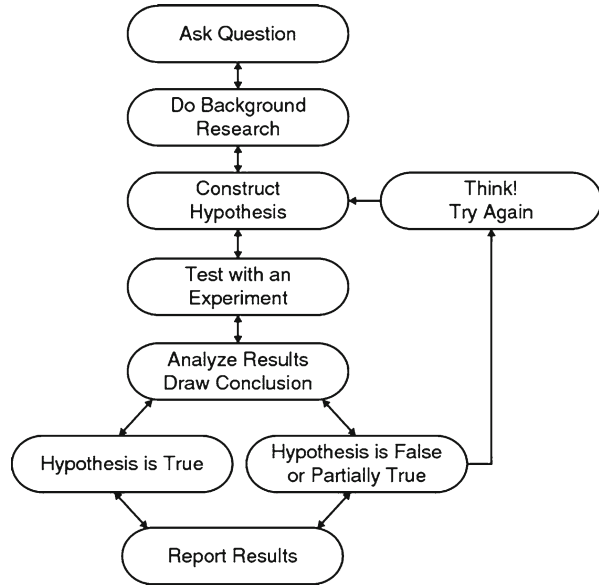 Ask Question
Do Background
Research
Construct
Hypothesis
Think!
Try Again
Test with an
Experiment
Analyze Results
Draw Conclusion
Hypothesis is True
Hypothesis is False
or Partially True
Report Results